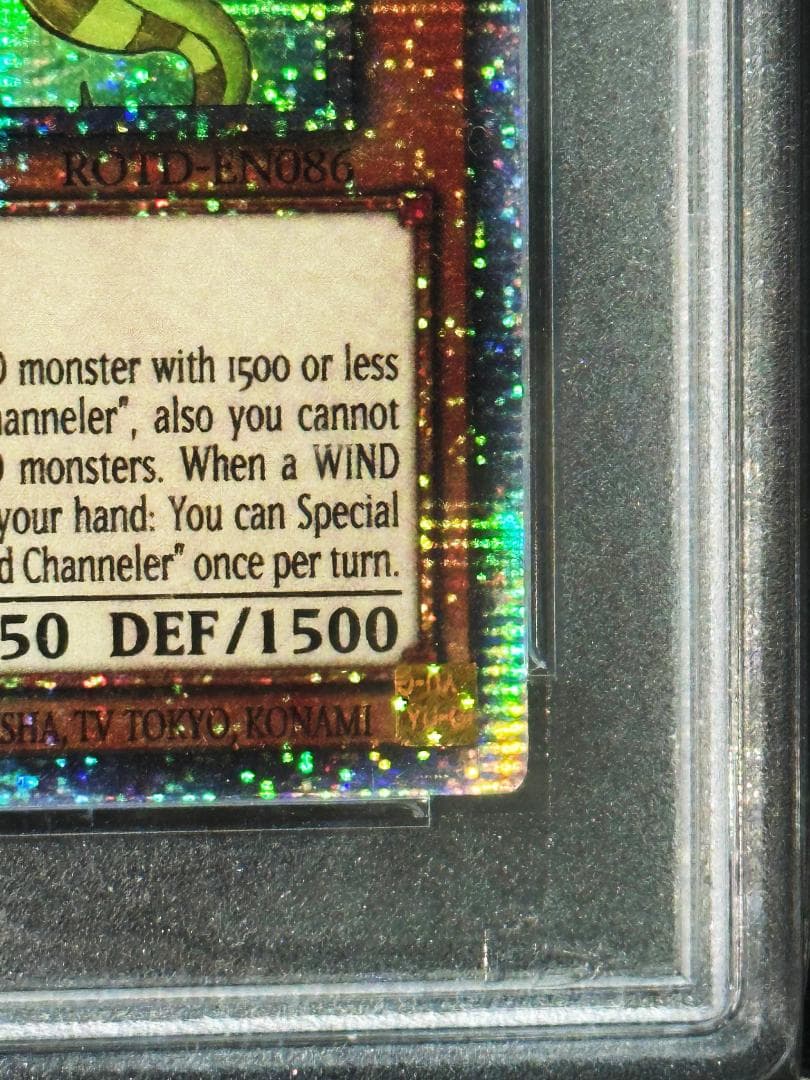 ROTD-EN086
monster with 1500 or less
anneler", also you cannot
monsters. When a WIND
your hand: You can Special
d Channeler" once per turn.
50 DEF/1500
SHA, TV TOKYO, KONAMI